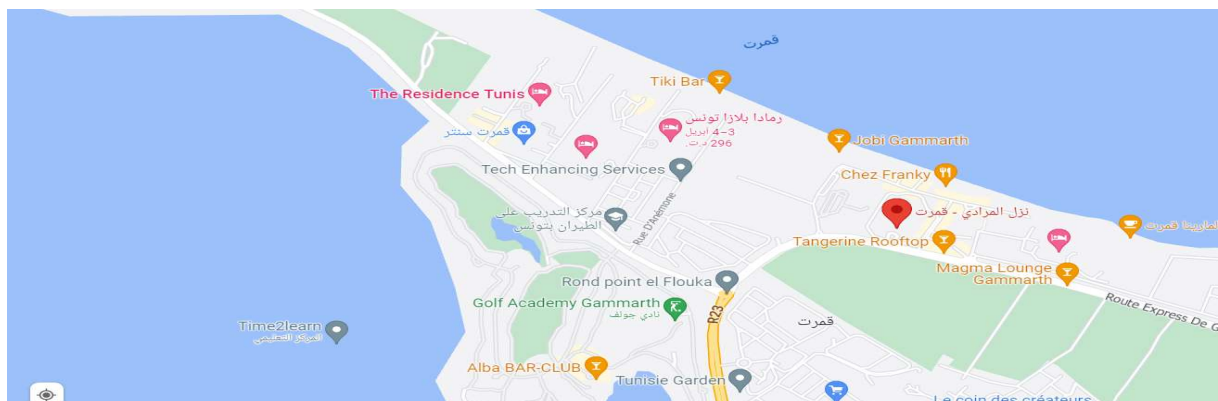 قمرت
Tiki Bar
The Residence Tunis
رمادا بلازا تونس
3–4 أبريل
296 د.ت.
قمرت سنتر
Jobi Gammarth
Tech Enhancing Services
Chez Franky
مركز التدريب على
الطيران بتونس
Rue D'Anémone
نزل المرادي - قمرت
المارينا قمرت
Tangerine Rooftop
Magma Lounge
Gammarth
Rond point el Flouka
Route Express De G
Golf Academy Gammarth
نادي جولف
R23
قمرت
Time2learn
المركز التعليمي
Alba BAR-CLUB
Tunisie Garden
Le coin des créateurs